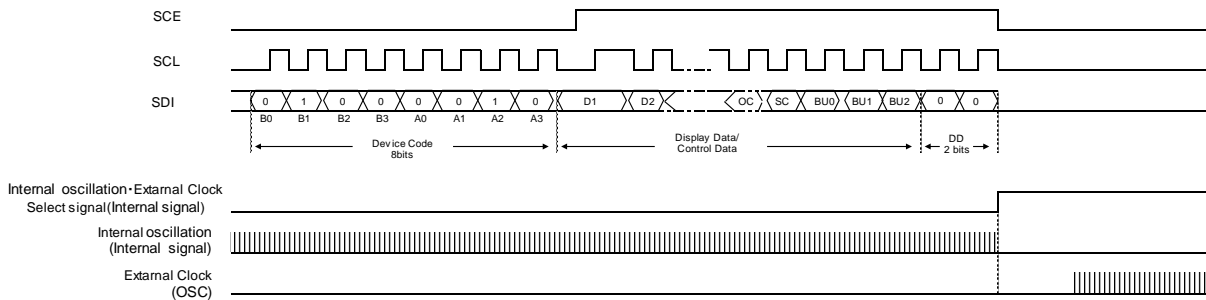 SCE
SCL
SDI
0 1 0 0 0 0 1 0 D1 D2 OC SC BU0 BU1 BU2 0 0
B0 B1 B2 B3 A0 A1 A2 A3
Device Code
8bits
Display Data/
Control Data
DD
2 bits
Internal oscillation・Extarnal Clock
Select signal(Internal signal)
Internal oscillation
(Internal signal)
Extarnal Clock
(OSC)